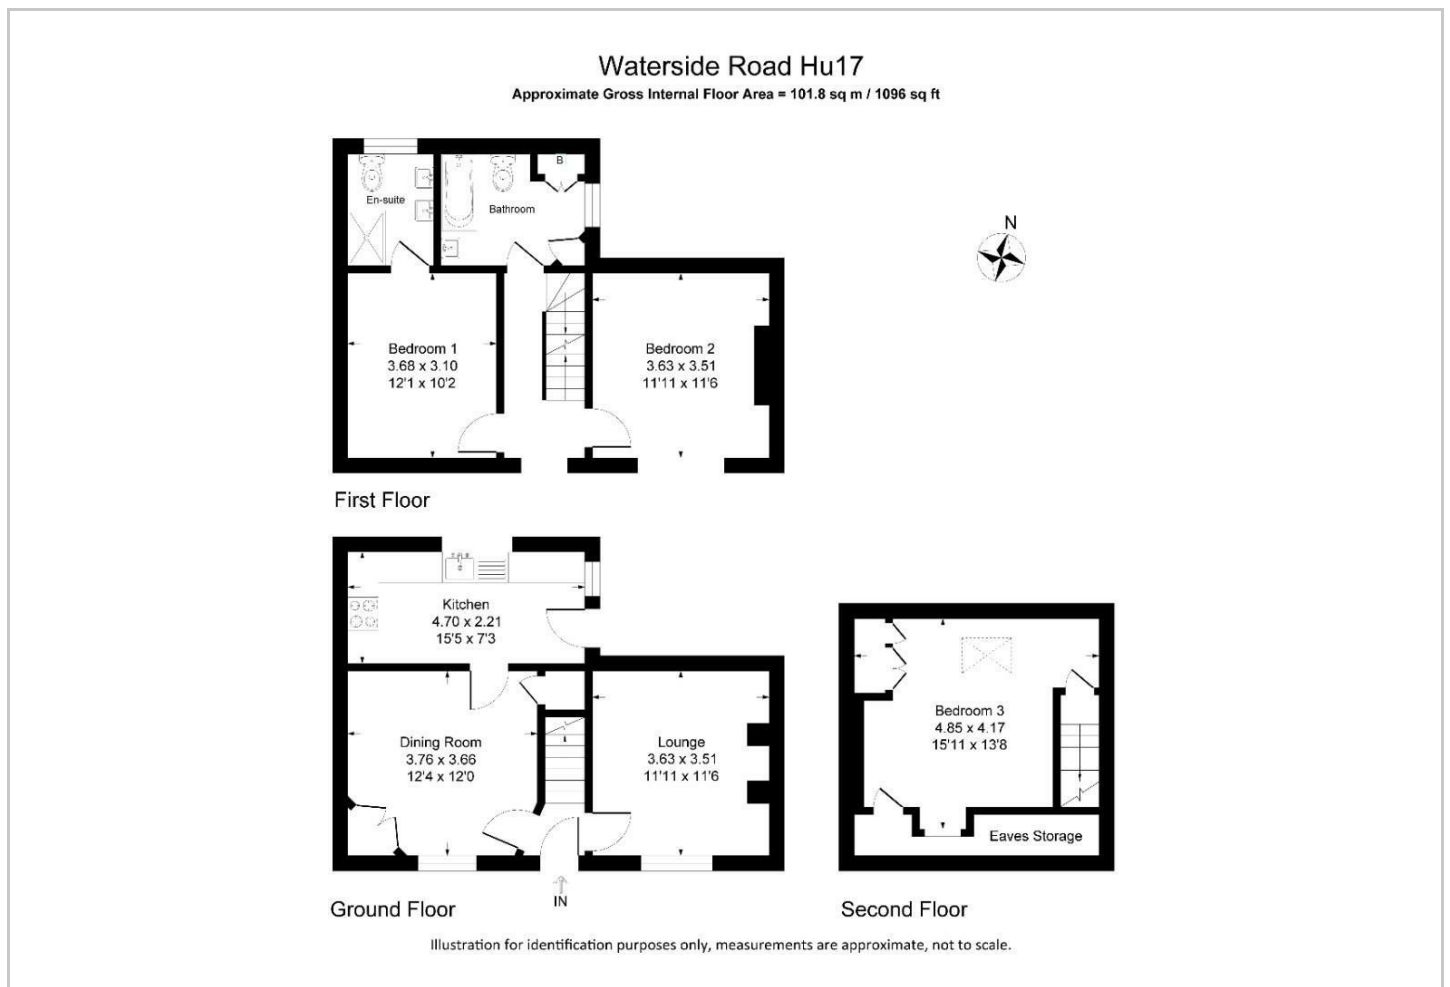 Waterside Road Hu17
Approximate Gross Internal Floor Area = 101.8 sq m / 1096 sq ft
B
En-suite
Bathroom
N
Bedroom 1
3.68 x 3.10
12'1 x 10'2
Bedroom 2
3.63 x 3.51
11'11 x 11'6
First Floor
Kitchen
4.70 x 2.21
15'5 x 7'3
Dining Room
3.76 x 3.66
12'4 x 12'0
Lounge
3.63 x 3.51
11'11 x 11'6
IN
Ground Floor
Bedroom 3
4.85 x 4.17
15'11 x 13'8
Eaves Storage
Second Floor
Illustration for identification purposes only, measurements are approximate, not to scale.